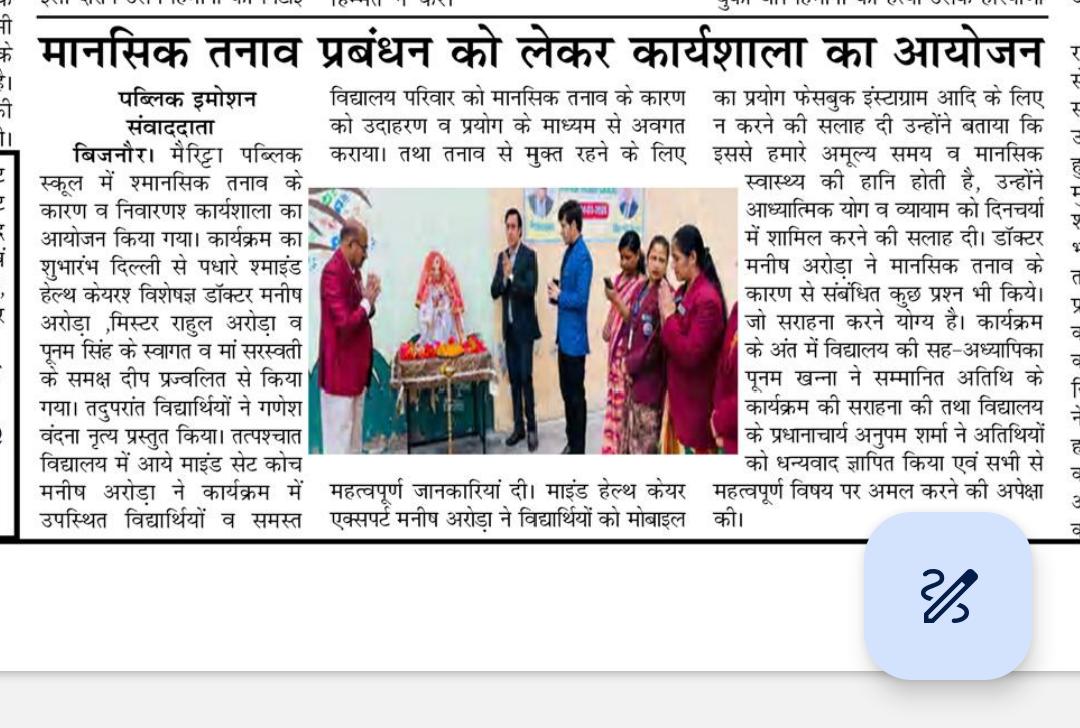 मानसिक तनाव प्रबंधन को लेकर कार्यशाला का आयोजन
पब्लिक इमोशन
संवाददाता
बिजनौर। मैरिट्टा पब्लिक
स्कूल में श्मानसिक तनाव के
कारण व निवारणश कार्यशाला का
आयोजन किया गया। कार्यक्रम का
शुभारंभ दिल्ली से पधारे श्माइंड
हेल्थ केयरश विशेषज्ञ डॉक्टर मनीष
अरोड़ा ,मिस्टर राहुल अरोड़ा व
पूनम सिंह के स्वागत व मां सरस्वती
के समक्ष दीप प्रज्वलित से किया
गया। तदुपरांत विद्यार्थियों ने गणेश
वंदना नृत्य प्रस्तुत किया। तत्पश्चात
विद्यालय में आये माइंड सेट कोच
मनीष अरोड़ा ने कार्यक्रम में
उपस्थित विद्यार्थियों व समस्त
विद्यालय परिवार को मानसिक तनाव के कारण
को उदाहरण व प्रयोग के माध्यम से अवगत
कराया। तथा तनाव से मुक्त रहने के लिए
महत्वपूर्ण जानकारियां दी। माइंड हेल्थ केयर
एक्सपर्ट मनीष अरोड़ा ने विद्यार्थियों को मोबाइल
का प्रयोग फेसबुक इंस्टाग्राम आदि के लिए
न करने की सलाह दी उन्होंने बताया कि
इससे हमारे अमूल्य समय व मानसिक
स्वास्थ्य की हानि होती है, उन्होंने
आध्यात्मिक योग व व्यायाम को दिनचर्या
में शामिल करने की सलाह दी। डॉक्टर
मनीष अरोड़ा ने मानसिक तनाव के
कारण से संबंधित कुछ प्रश्न भी किये।
जो सराहना करने योग्य है। कार्यक्रम
के अंत में विद्यालय की सह-अध्यापिका
पूनम खन्ना ने सम्मानित अतिथि के
कार्यक्रम की सराहना की तथा विद्यालय
के प्रधानाचार्य अनुपम शर्मा ने अतिथियों
को धन्यवाद ज्ञापित किया एवं सभी से
महत्वपूर्ण विषय पर अमल करने की अपेक्षा
की।